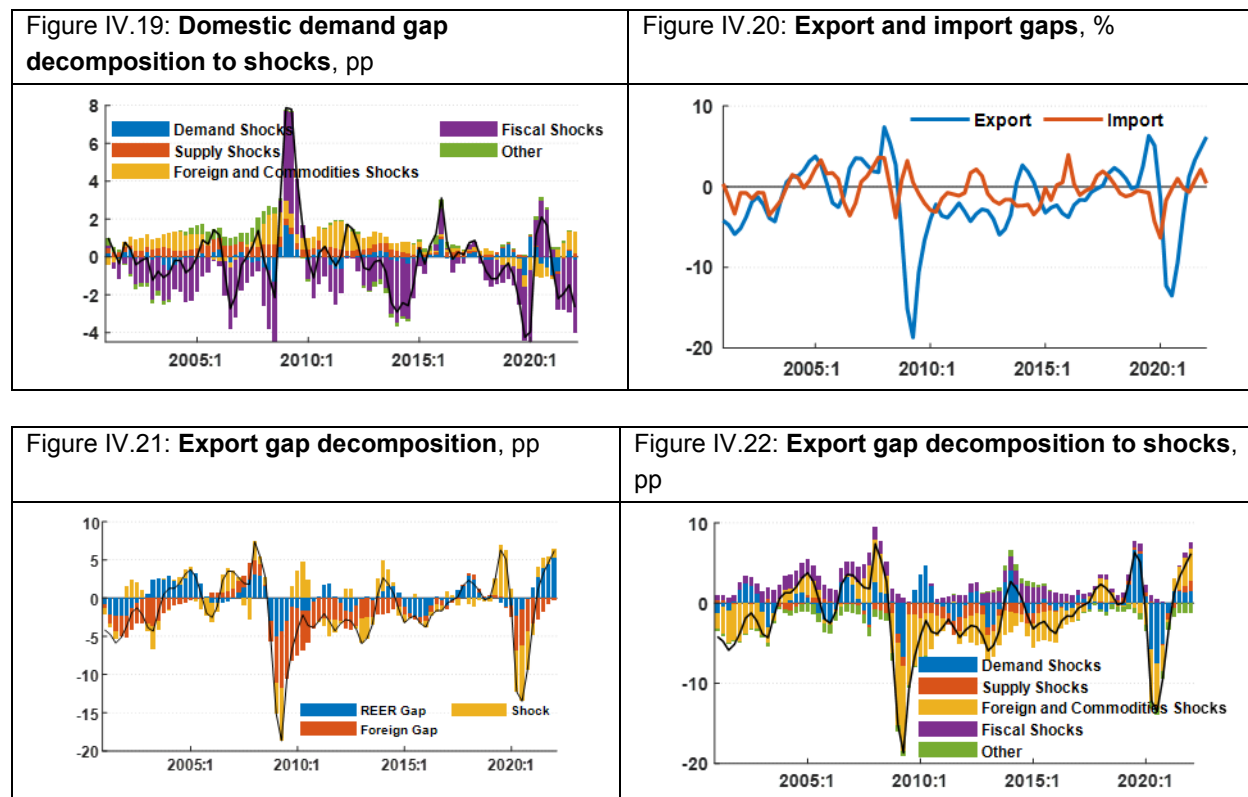 Figure IV.19: Domestic demand gap
decomposition to shocks, pp
Figure IV.20: Export and import gaps, %
8
6
4
2
0
-2
-4
Demand Shocks
Supply Shocks
Foreign and Commodities Shocks
Fiscal Shocks
Other
2005:1 2010:1 2015:1 2020:1
10
0
-10
-20
Export Import
2005:1 2010:1 2015:1 2020:1
Figure IV.21: Export gap decomposition, pp
Figure IV.22: Export gap decomposition to shocks,
pp
10
5
0
-5
-10
-15
-20
REER Gap
Foreign Gap
Shock
2005:1 2010:1 2015:1 2020:1
10
0
-10
-20
Demand Shocks
Supply Shocks
Foreign and Commodities Shocks
Fiscal Shocks
Other
2005:1 2010:1 2015:1 2020:1